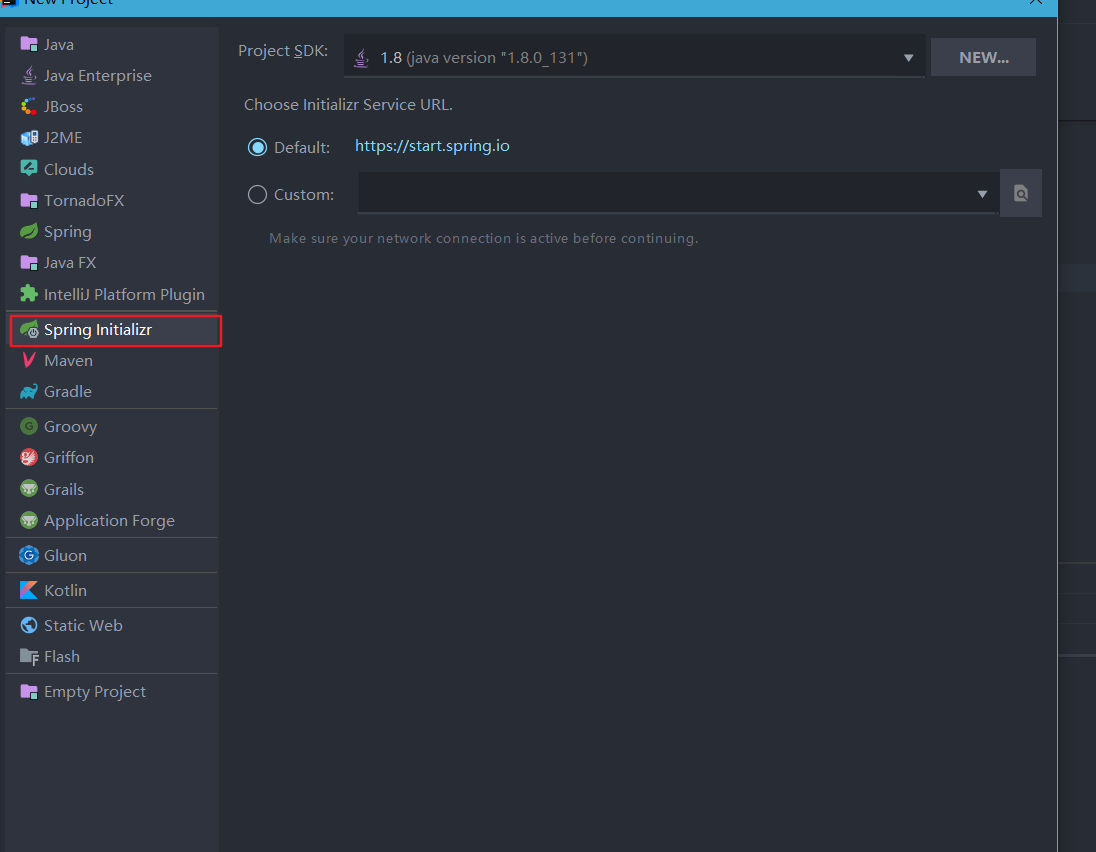 New Project
Java
Java Enterprise
JBoss
J2ME
Clouds
TornadoFX
Spring
Java FX
IntelliJ Platform Plugin
Spring Initializr
Maven
Gradle
Groovy
Griffon
Grails
Application Forge
Gluon
Kotlin
Static Web
Flash
Empty Project
Project SDK: 1.8 (java version "1.8.0_131") NEW...
Choose Initializr Service URL.
Default: https://start.spring.io
Custom:
Make sure your network connection is active before continuing.